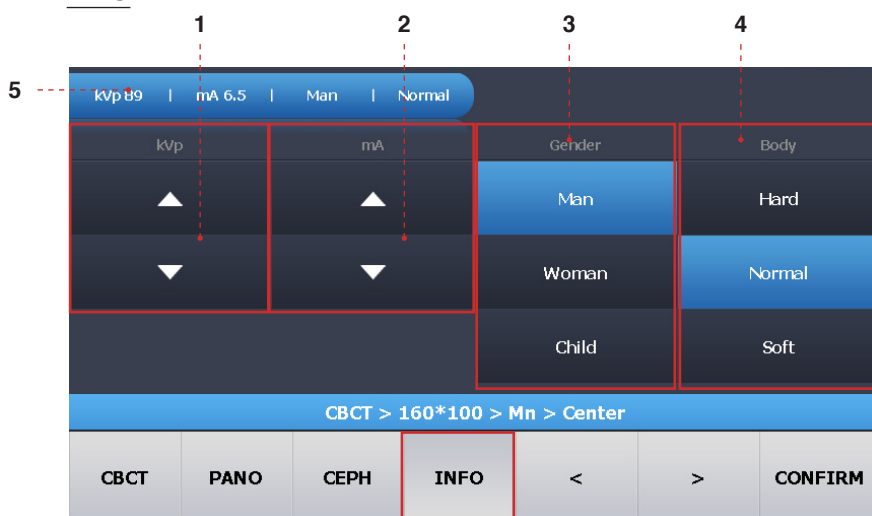 1 2 3 4
5
kVp 89 | mA 6.5 | Man | Normal
kVp mA Gender Body
Man Hard
Woman Normal
Child Soft
CBCT > 160*100 > Mn > Center
CBCT PANO CEPH INFO < > CONFIRM